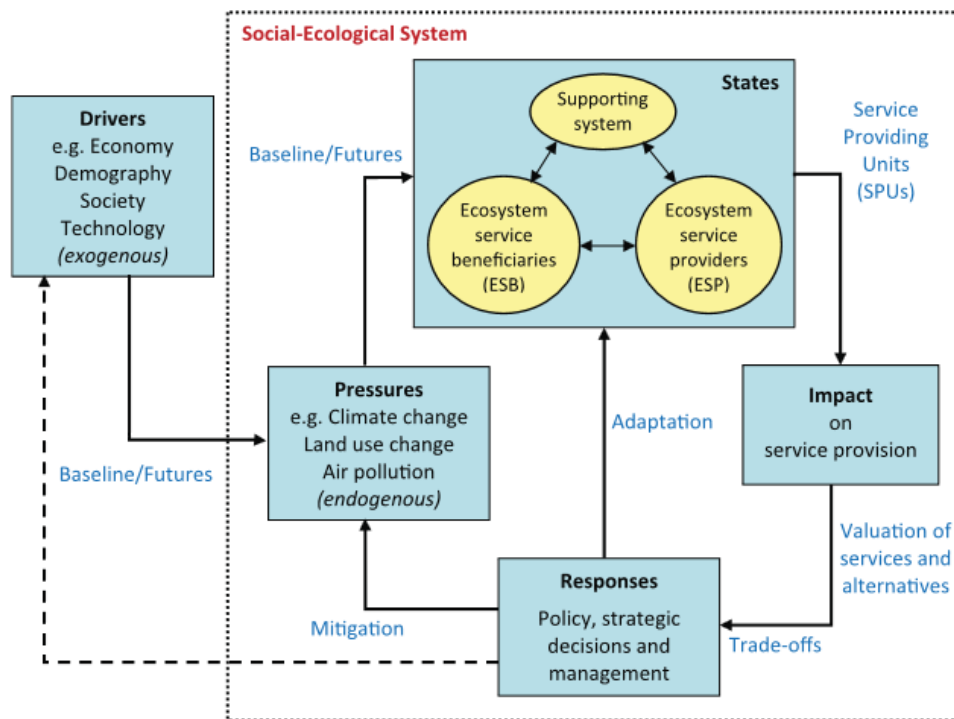 Social-Ecological System
Drivers
e.g. Economy
Demography
Society
Technology
(exogenous)
Baseline/Futures
States
Supporting
system
Ecosystem
service
beneficiaries
(ESB)
Ecosystem
service
providers
(ESP)
Service
Providing
Units
(SPUs)
Pressures
e.g. Climate change
Land use change
Air pollution
(endogenous)
Baseline/Futures
Adaptation
Impact
on
service provision
Valuation of
services and
alternatives
Responses
Policy, strategic
decisions and
management
Mitigation
Trade-offs